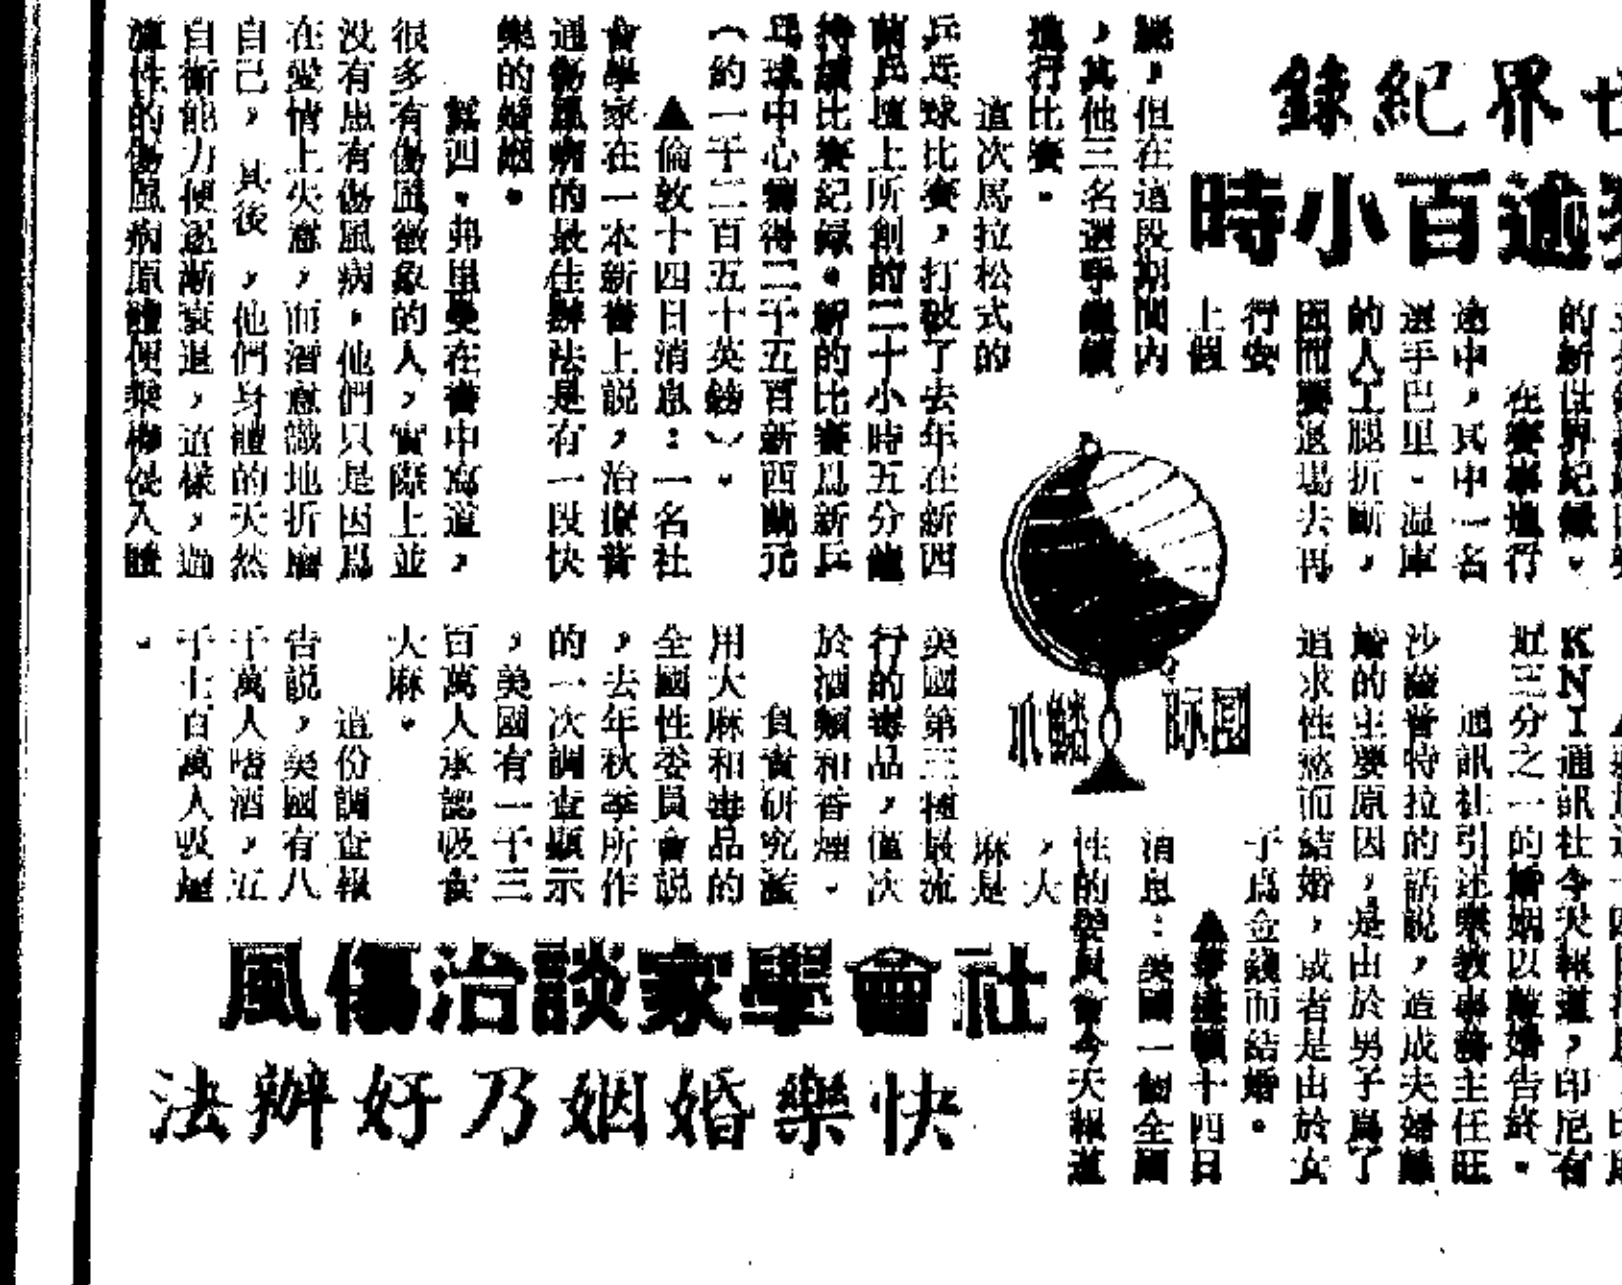 界紀錄
逾百小時
的新世界紀錄。
在賽事進行
途中,其中一名
選手巴里.温庫
的人工腿折斷,
因而要退場去再
行安
上假
腿,但在這段期間內
,其他三名選手繼續
進行比賽。
這次馬拉松式的
乒乓球比賽,打破了去年在新西
蘭民壇上所創的二十小時五分鐘
持續比賽紀錄。新的比賽爲新乒
乓球中心籌得二千五百新西蘭元
(約一千二百五十英鎊)。
▲倫敦十四日消息:一名社
會學家在一本新書上說,治療普
通傷風病的最佳辦法是有一段快
樂的婚姻。
弗里曼在書中寫道,
很多有傷風徵象的人,實際上並
没有患有傷風病,他們只是因爲
在愛情上失意,而潛意識地折磨
自己,其後,他們身體的天然
自衛能力便逐漸衰退,這樣,過
濾性的傷風病原體便乘機侵入體
KNI通訊社今天報道,印尼有
近三分之一的婚姻以離婚告終。
通訊社引述宗教事務主任旺
沙薩普特拉的話說,造成夫婦離
婚的主要原因,是由於男子爲了
追求性慾而結婚,或者是由於女
子爲金錢而結婚。
國際鱗爪
▲華盛頓十四日
消息:美國一個全國
性的委員會今天報道
,大
麻是
美國第三種最流
行的毒品,僅次
於酒類和香煙。
負責研究濫
用大麻和毒品的
全國性委員會說
,去年秋季所作
的一次調查顯示
,美國有一千三
百萬人承認吸食
大麻。
這份調查報
告說,美國有八
千萬人嗜酒,五
千七百萬人吸煙
。
社會學家談治傷風
快樂婚姻乃好辦法